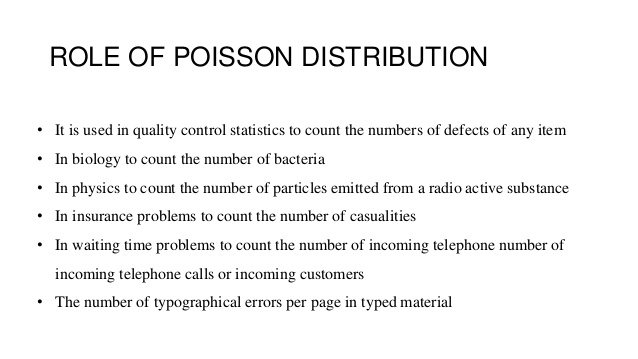 ROLE OF POISSON DISTRIBUTION
• It is used in quality control statistics to count the numbers of defects of any item
• In biology to count the number of bacteria
• In physics to count the number of particles emitted from a radio active substance
• In insurance problems to count the number of casualities
• In waiting time problems to count the number of incoming telephone number of
incoming telephone calls or incoming customers
• The number of typographical errors per page in typed material